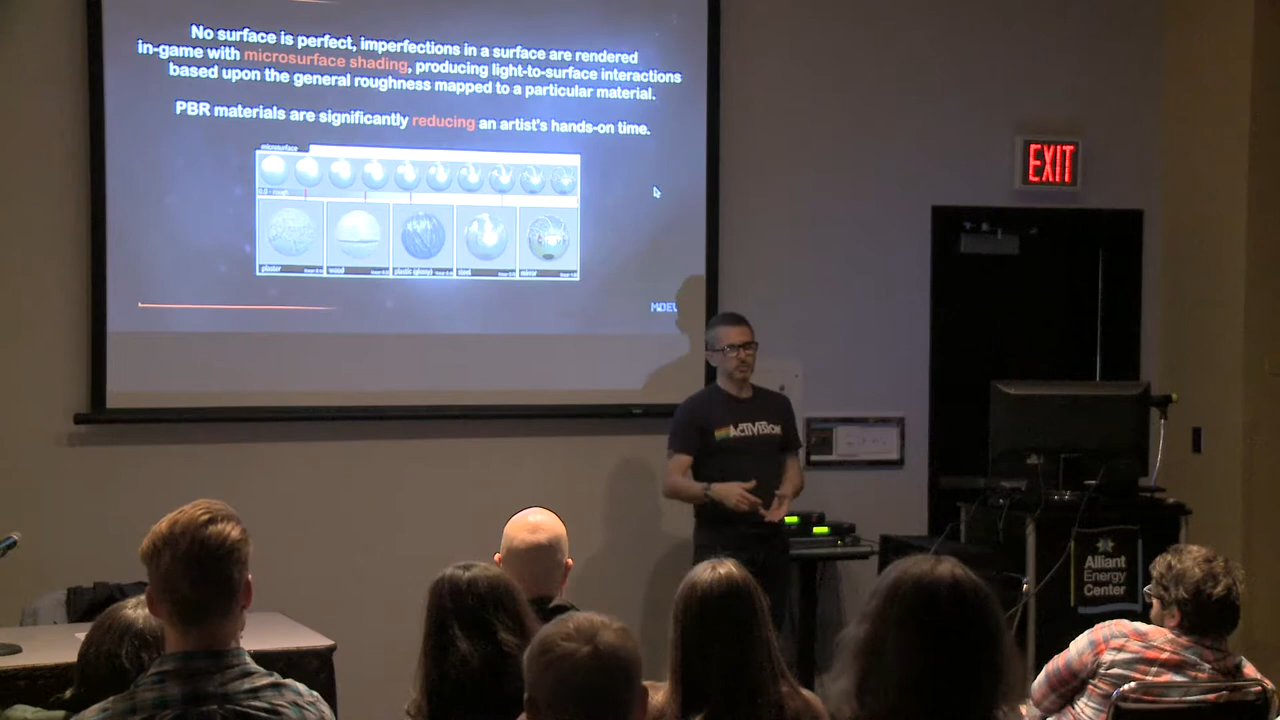 No surface is perfect, imperfections in a surface are rendered
in-game with microsurface shading, producing light-to-surface interactions
based upon the general roughness mapped to a particular material.
PBR materials are significantly reducing an artist's hands-on time.
microsurface
plaster
wood
plastic (glossy)
steel
mirror
MDEV
EXIT
ACTIVISION
Alliant
Energy
Center